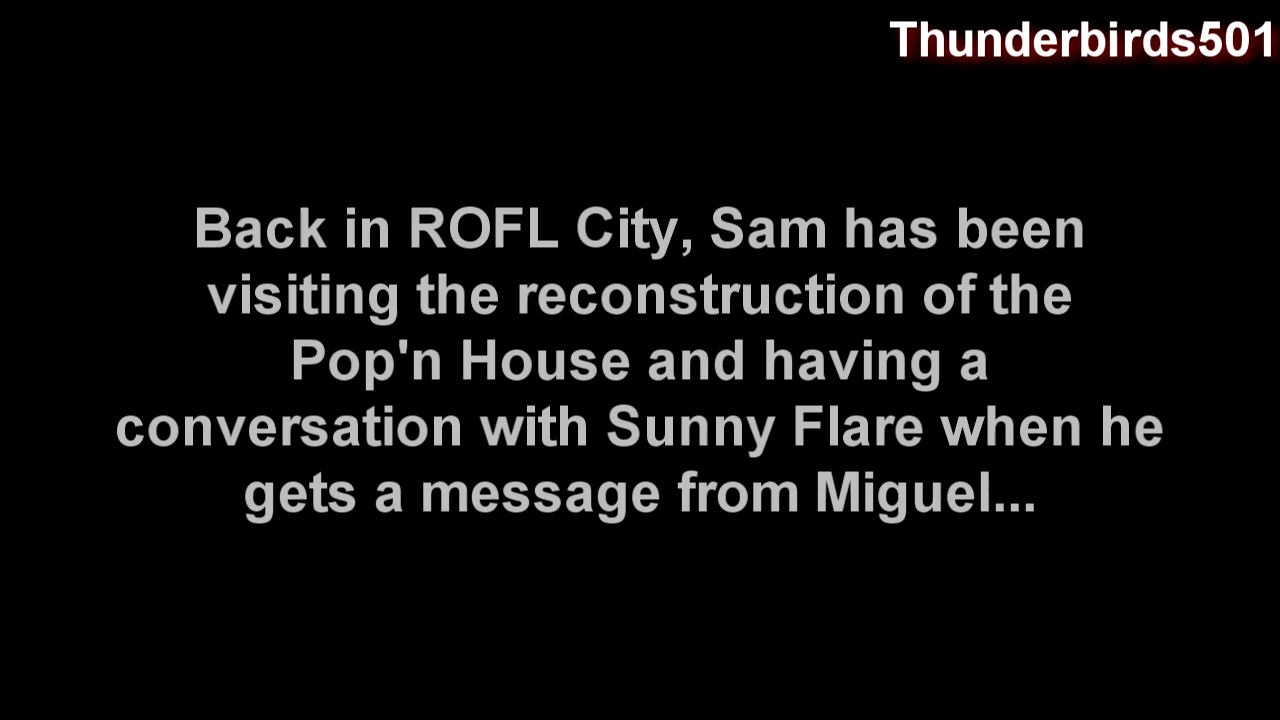 Thunderbirds501
Back in ROFL City, Sam has been
visiting the reconstruction of the
Pop'n House and having a
conversation with Sunny Flare when he
gets a message from Miguel...